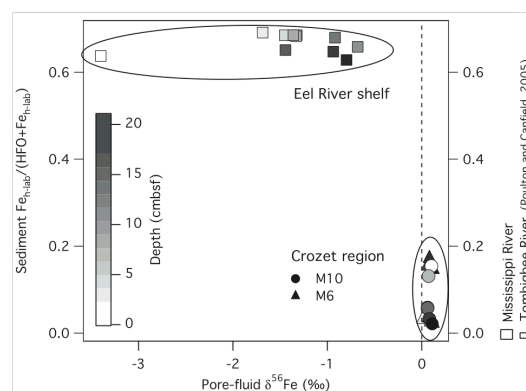 0.6
0.4
0.2
0.0
Sediment Feh-lab/(HFO+Feh-lab)
Eel River shelf
20
15
10
5
0
Depth (cmbsf)
Crozet region
M10
M6
0.6
0.4
0.2
0.0
-3
-2
-1
0
Pore-fluid δ56Fe (‰)
Mississippi River
(Poulton and Canfield, 2005)